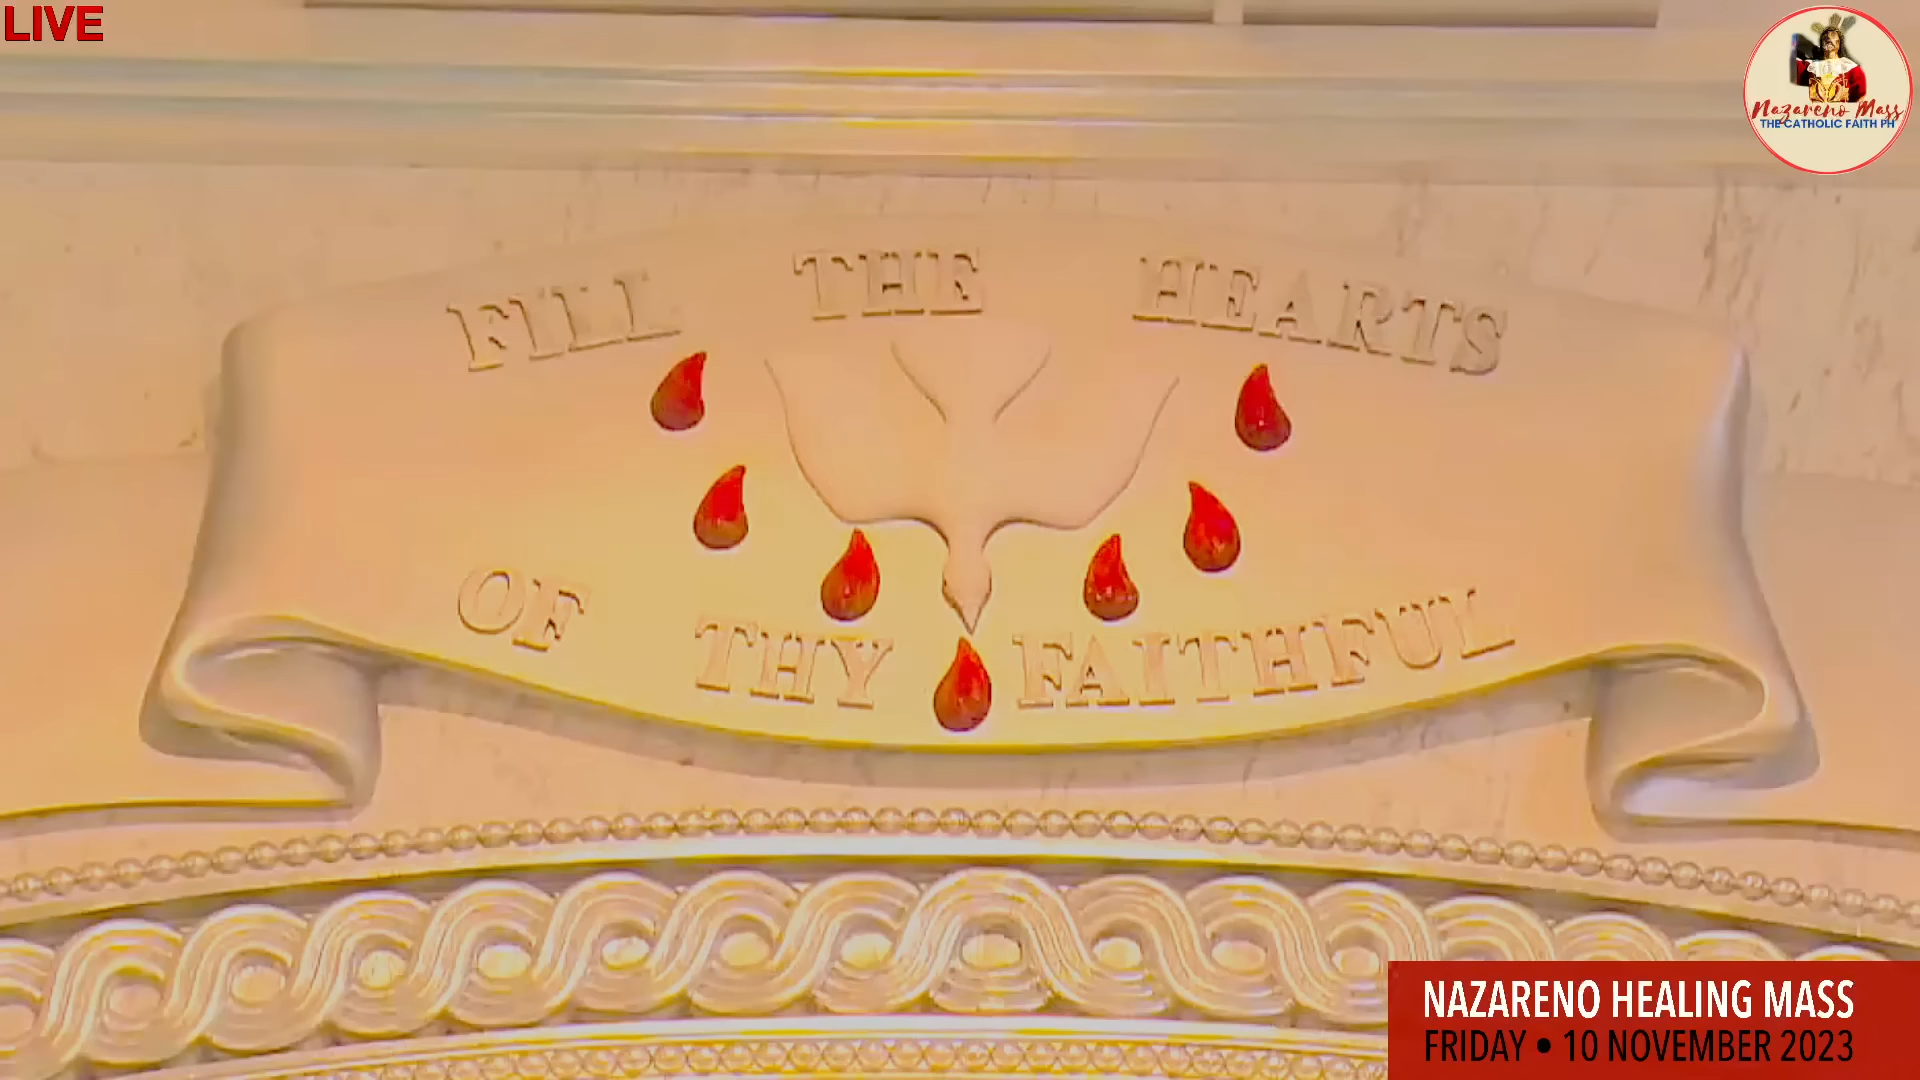 LIVE
Nazareno Mass
THE CATHOLIC FAITH PH
FILL THE HEARTS
OF THY FAITHFUL
NAZARENO HEALING MASS
FRIDAY • 10 NOVEMBER 2023